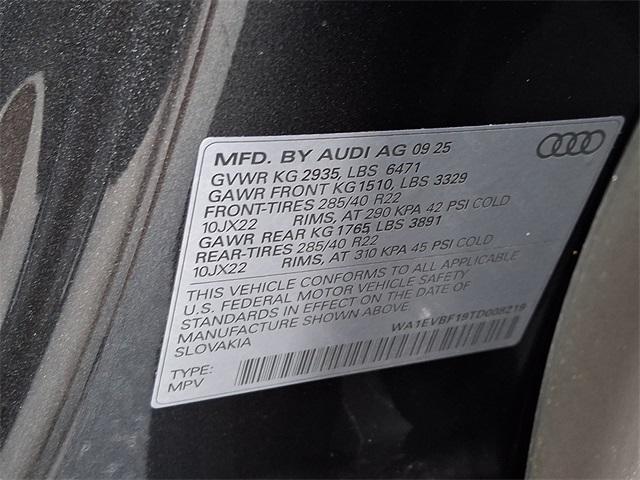 MFD. BY AUDI AG 09 25
GVWR KG 2935, LBS 6471
GAWR FRONT KG1510, LBS 3329
FRONT-TIRES 285/40 R22
10JX22 RIMS, AT 290 KPA 42 PSI COLD
GAWR REAR KG 1765, LBS 3891
REAR-TIRES 285/40 R22
10JX22 RIMS, AT 310 KPA 45 PSI COLD
THIS VEHICLE CONFORMS TO ALL APPLICABLE
U.S. FEDERAL MOTOR VEHICLE SAFETY
STANDARDS IN EFFECT ON THE DATE OF
MANUFACTURE SHOWN ABOVE.
SLOVAKIA
WA1EVBF19TD008219
TYPE:
MPV